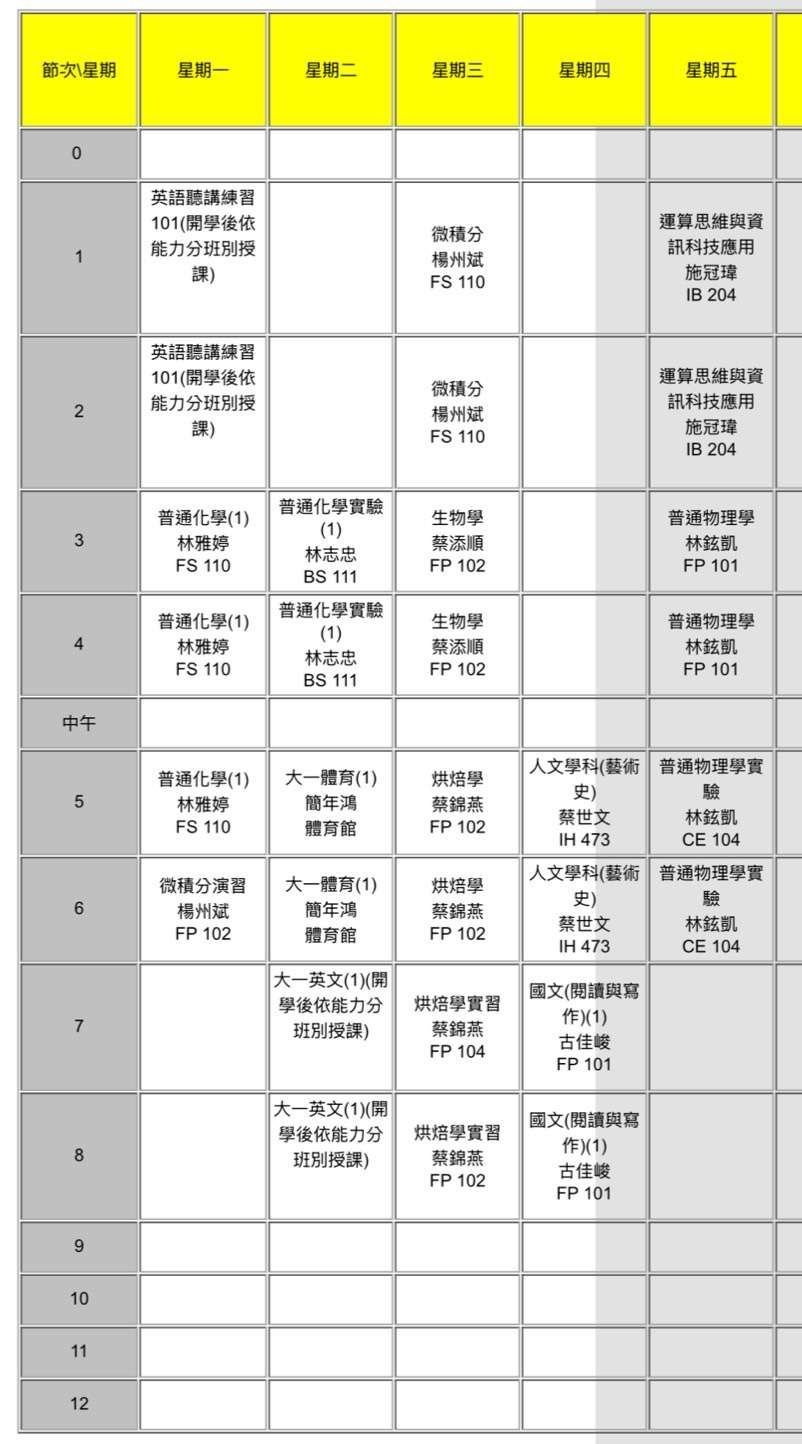 節次\星期 星期一 星期二 星期三 星期四 星期五
0
1
英語聽講練習
101(開學後依
能力分班別授
課)
微積分
楊州斌
FS 110
運算思維與資
訊科技應用
施冠瑋
IB 204
2
英語聽講練習
101(開學後依
能力分班別授
課)
微積分
楊州斌
FS 110
運算思維與資
訊科技應用
施冠瑋
IB 204
3
普通化學(1)
林雅婷
FS 110
普通化學實驗
(1)
林志忠
BS 111
生物學
蔡添順
FP 102
普通物理學
林鉉凱
FP 101
4
普通化學(1)
林雅婷
FS 110
普通化學實驗
(1)
林志忠
BS 111
生物學
蔡添順
FP 102
普通物理學
林鉉凱
FP 101
中午
5
普通化學(1)
林雅婷
FS 110
大一體育(1)
簡年鴻
體育館
烘焙學
蔡錦燕
FP 102
人文學科(藝術
史)
蔡世文
IH 473
普通物理學實
驗
林鉉凱
CE 104
6
微積分演習
楊州斌
FP 102
大一體育(1)
簡年鴻
體育館
烘焙學
蔡錦燕
FP 102
人文學科(藝術
史)
蔡世文
IH 473
普通物理學實
驗
林鉉凱
CE 104
7
大一英文(1)(開
學後依能力分
班別授課)
烘焙學實習
蔡錦燕
FP 104
國文(閱讀與寫
作)(1)
古佳峻
FP 101
8
大一英文(1)(開
學後依能力分
班別授課)
烘焙學實習
蔡錦燕
FP 102
國文(閱讀與寫
作)(1)
古佳峻
FP 101
9
10
11
12